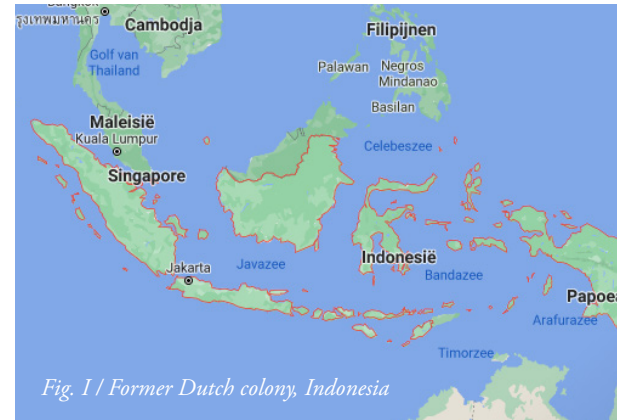 Bangkok
รุงเทพมหานคร
Cambodja
Filipijnen
Golf van
Thailand
Palawan
Negros
Mindanao
Basilan
Maleisië
Kuala Lumpur
Celebeszee
Singapore
Jakarta
Javazee
Indonesië
Bandazee
Papoea
Arafurazee
Timorzee
Fig. I / Former Dutch colony, Indonesia